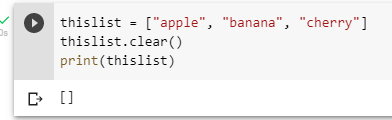 thislist = ["apple", "banana", "cherry"]
thislist.clear()
print(thislist)
[]